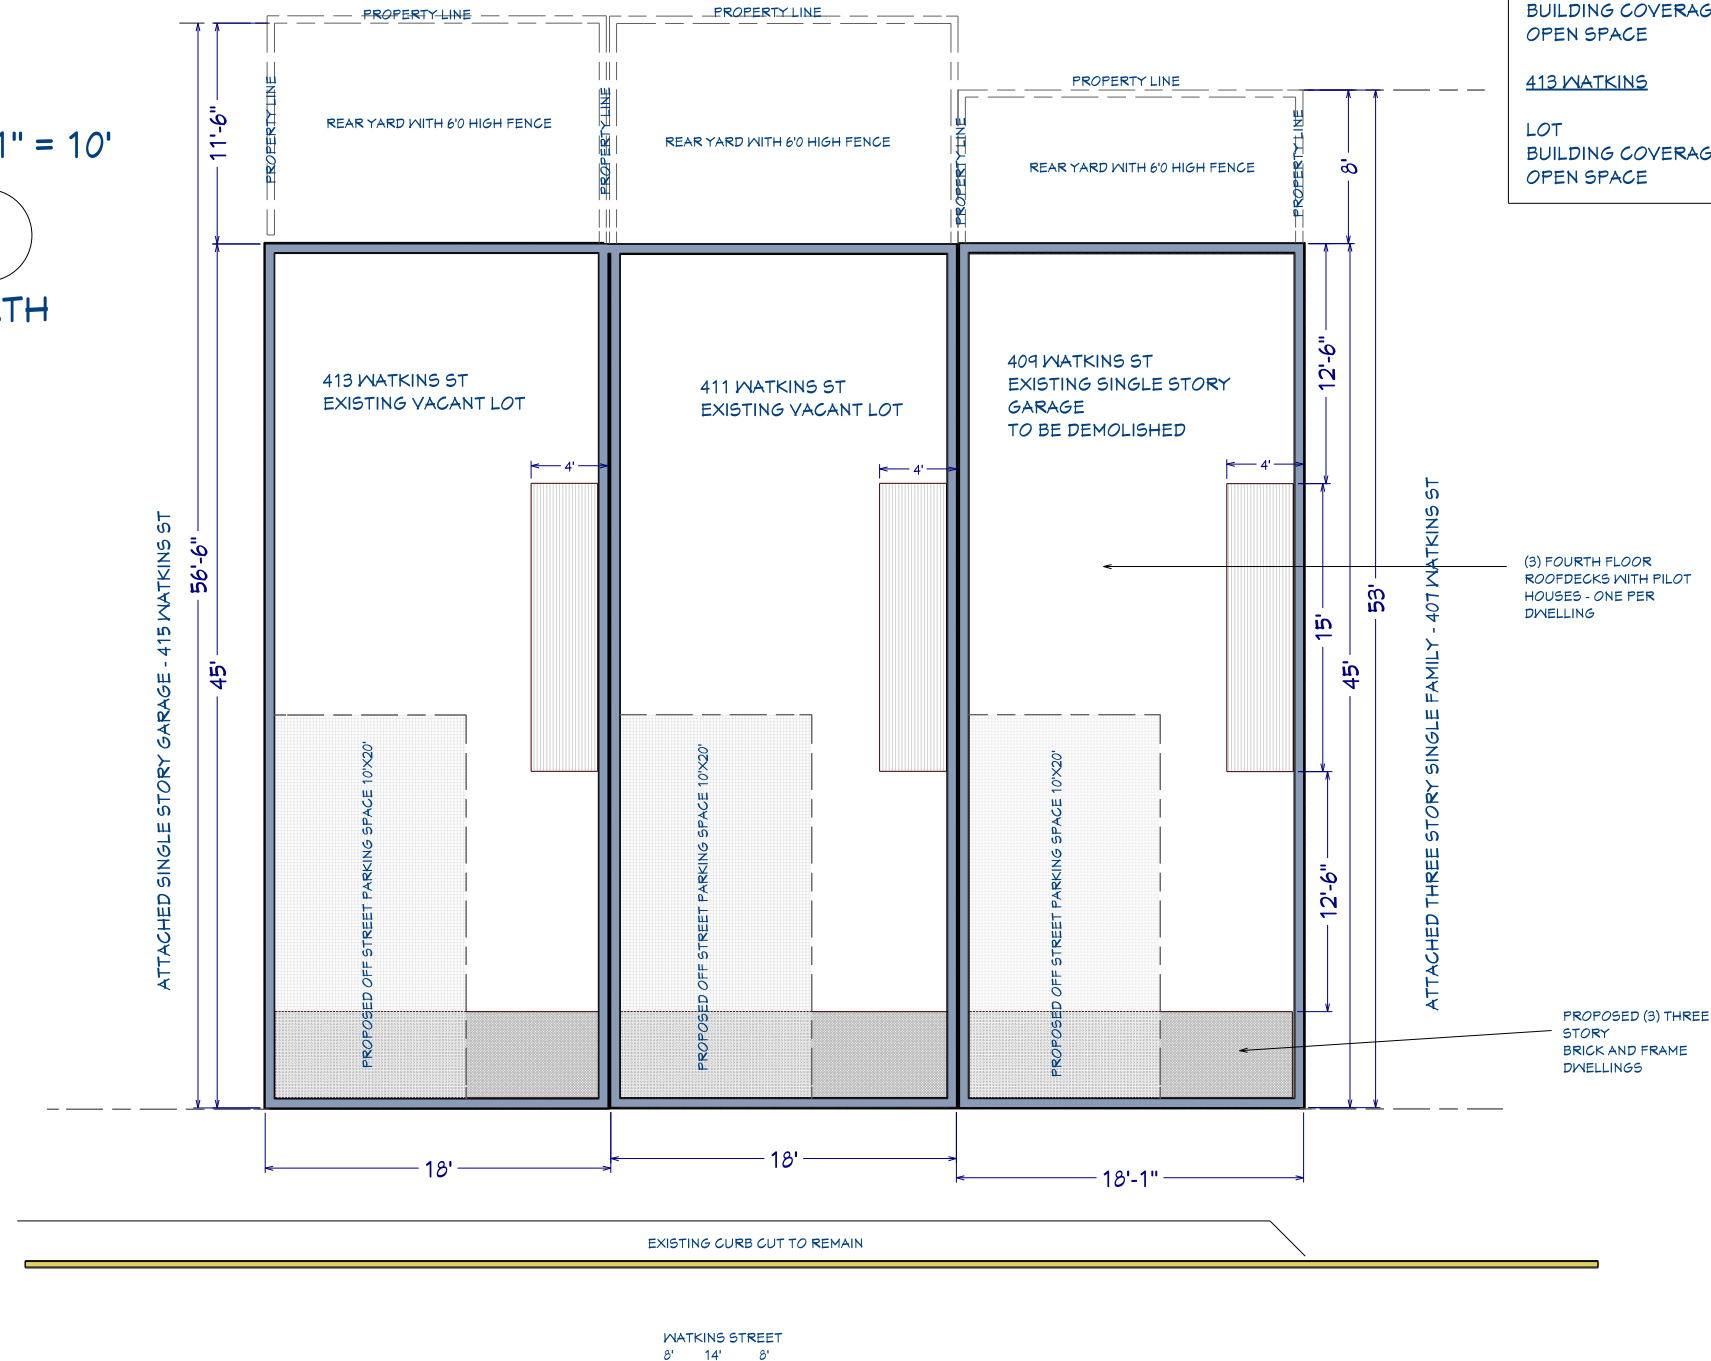 PROPERTY LINE
PROPERTY LINE
PROPERTY LINE
BUILDING COVERAG
OPEN SPACE
413 WATKINS
LOT
BUILDING COVERAG
OPEN SPACE
1" = 10'
11'-6"
PROPERTY LINE
REAR YARD WITH 6'0 HIGH FENCE
PROPERTY LINE
REAR YARD WITH 6'0 HIGH FENCE
PROPERTY LINE
REAR YARD WITH 6'0 HIGH FENCE
PROPERTY LINE
8'
TH
413 WATKINS ST
EXISTING VACANT LOT
411 WATKINS ST
EXISTING VACANT LOT
409 WATKINS ST
EXISTING SINGLE STORY
GARAGE
TO BE DEMOLISHED
12'-6"
4'
4'
4'
ATTACHED SINGLE STORY GARAGE - 415 WATKINS ST
56'-6"
45'
15'
45'
53'
ATTACHED THREE STORY SINGLE FAMILY - 407 WATKINS ST
(3) FOURTH FLOOR
ROOFDECKS WITH PILOT
HOUSES - ONE PER
DWELLING
PROPOSED OFF STREET PARKING SPACE 10'X20'
PROPOSED OFF STREET PARKING SPACE 10'X20'
PROPOSED OFF STREET PARKING SPACE 10'X20'
12'-6"
PROPOSED (3) THREE
STORY
BRICK AND FRAME
DWELLINGS
18'
18'
18'-1"
EXISTING CURB CUT TO REMAIN
WATKINS STREET
8' 14' 8'